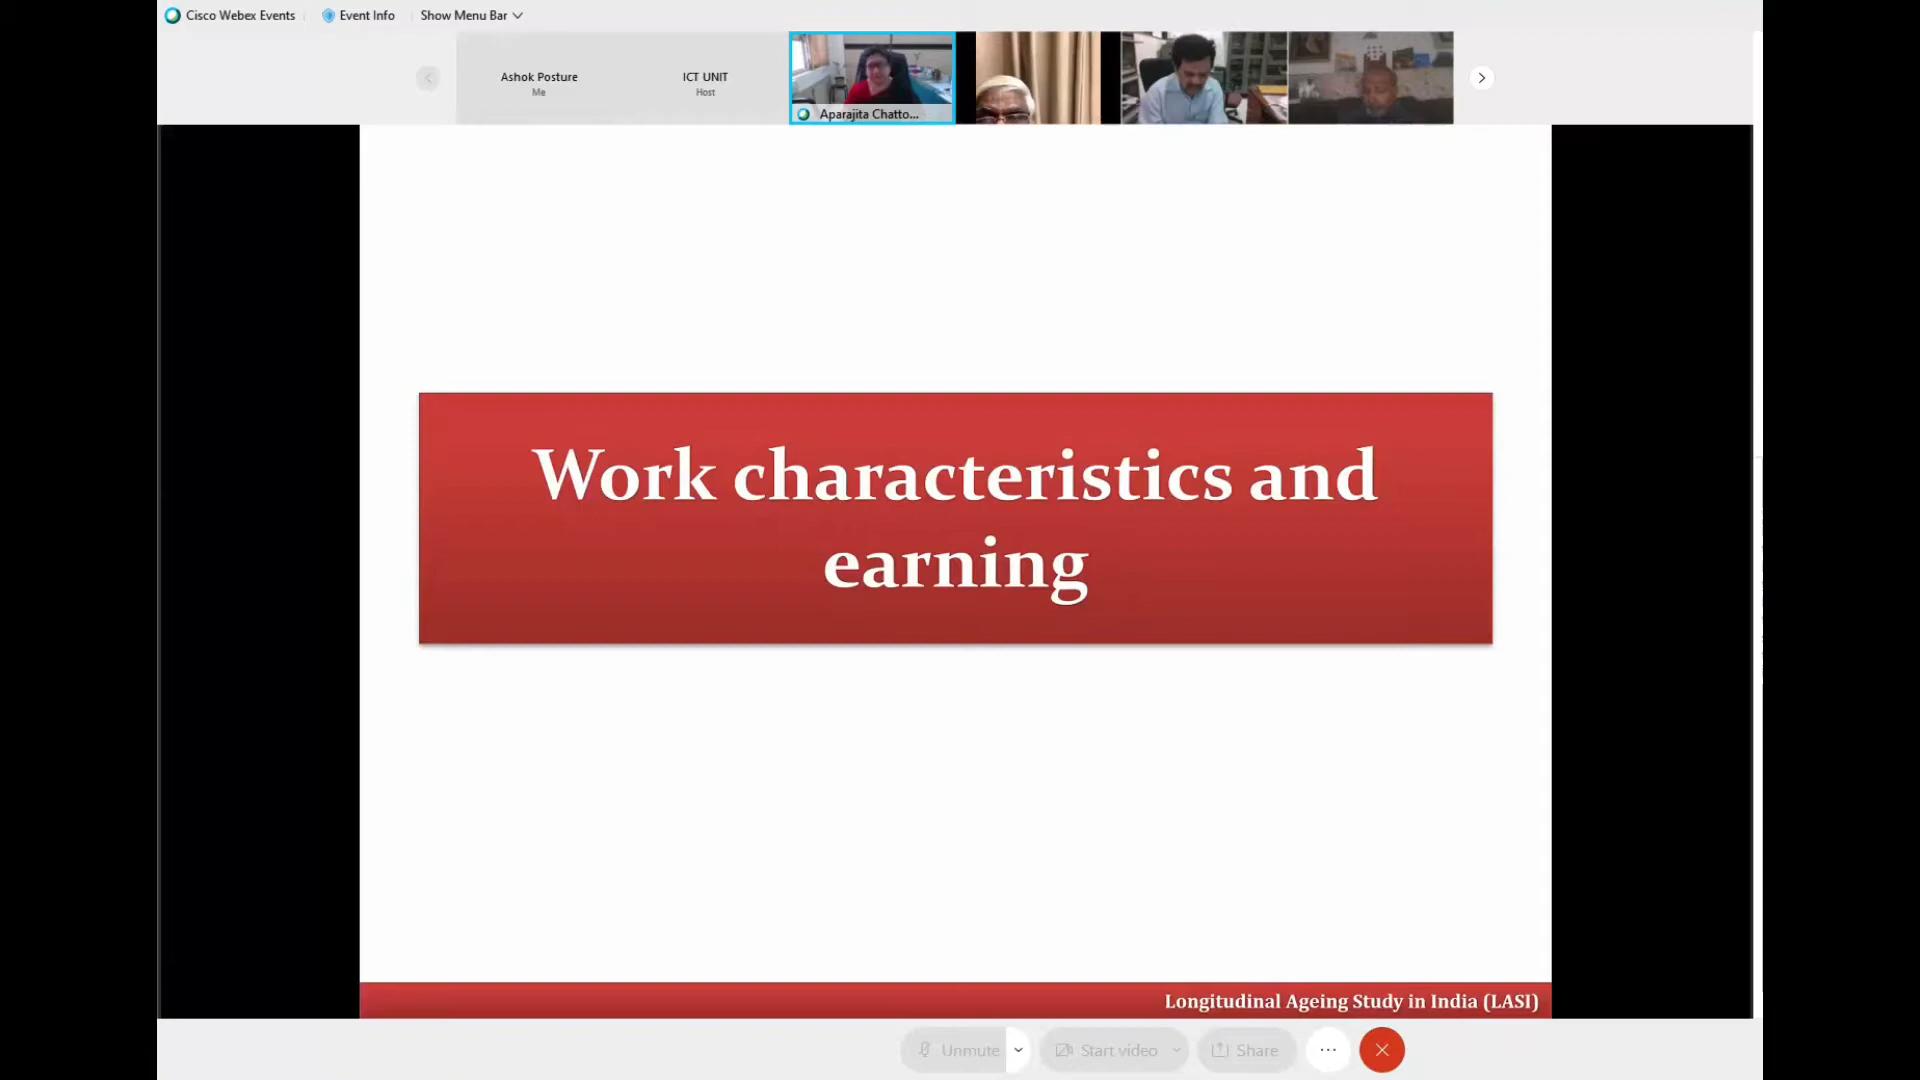 Cisco Webex Events
Event Info
Show Menu Bar
Ashok Posture
Me
ICT UNIT
Host
Aparajita Chatto...
Work characteristics and
earning
Longitudinal Ageing Study in India (LASI)
Unmute
Start video
Share